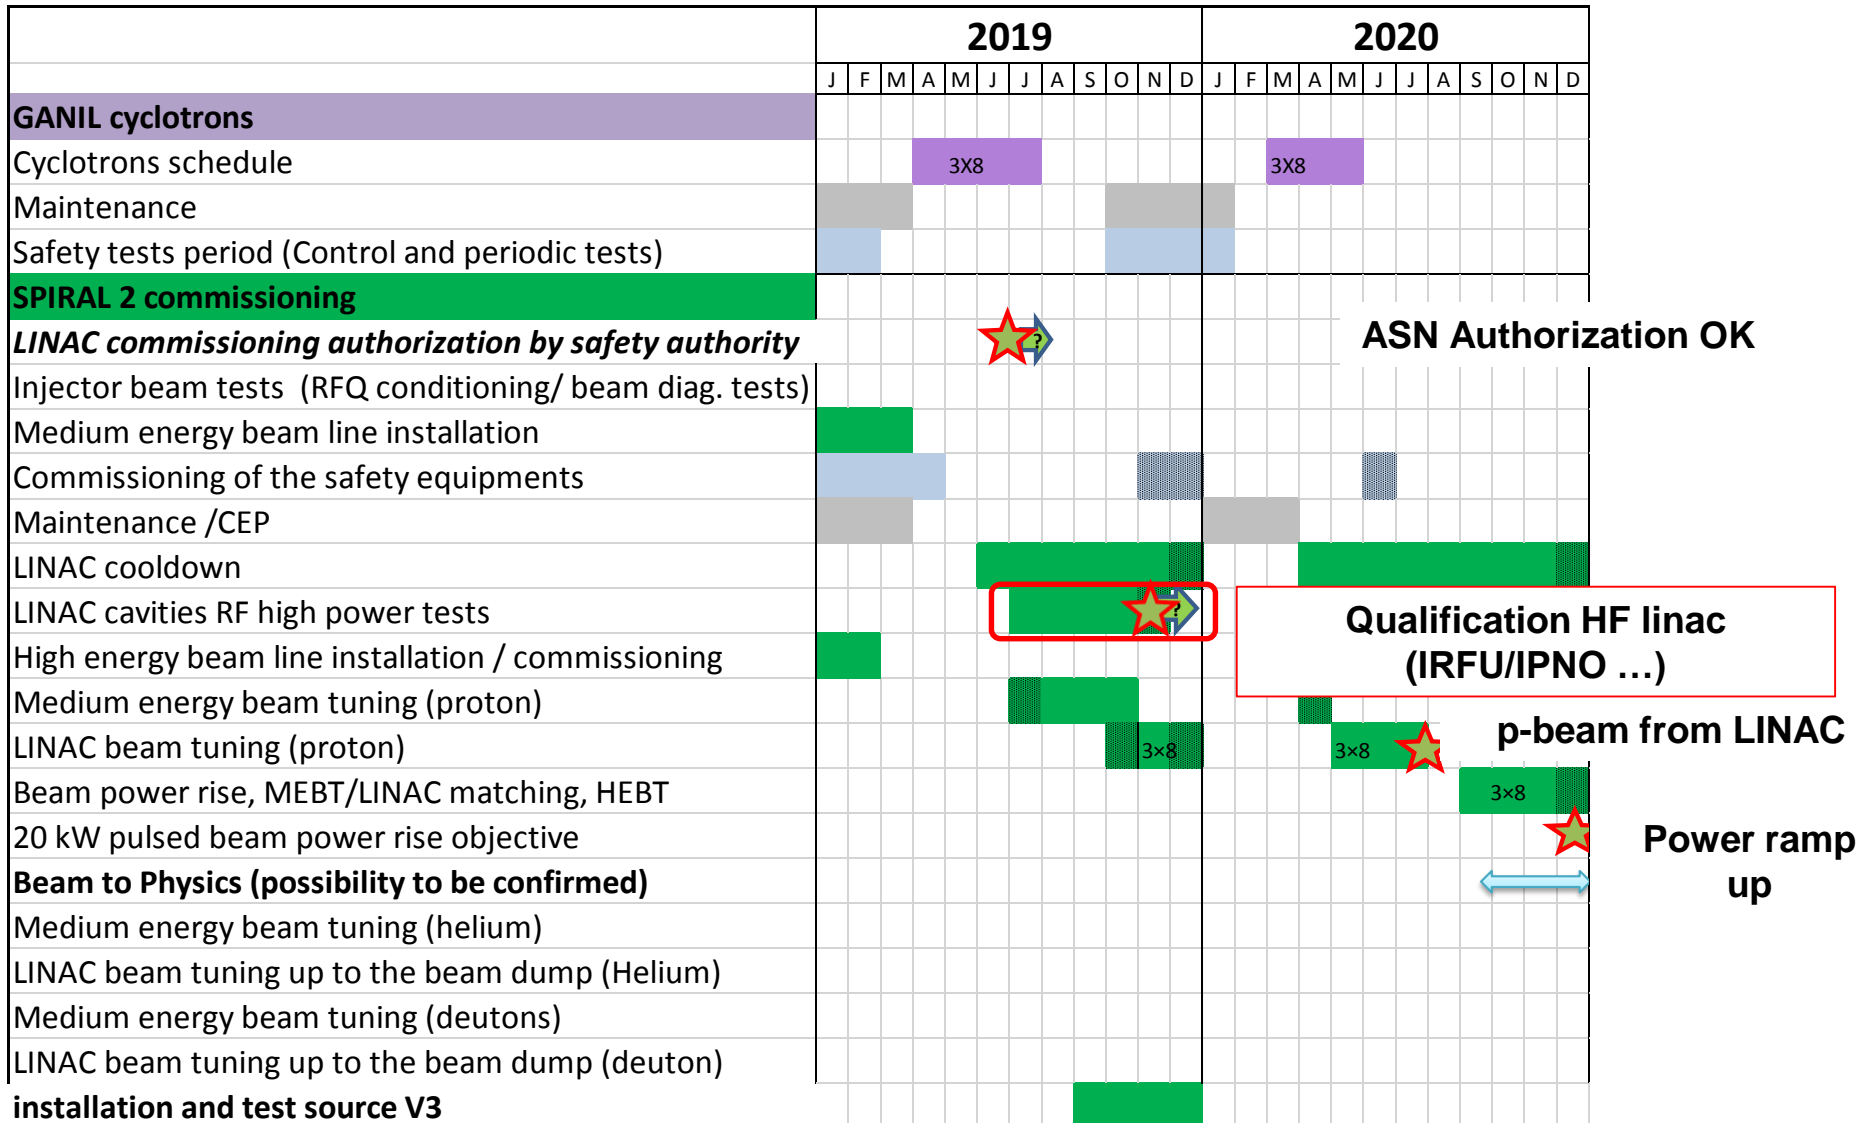 2019 2020
J F M A M J J A S O N D J F M A M J J A S O N D
GANIL cyclotrons
Cyclotrons schedule 3X8 3X8
Maintenance
Safety tests period (Control and periodic tests)
SPIRAL 2 commissioning
LINAC commissioning authorization by safety authority ? ASN Authorization OK
Injector beam tests (RFQ conditioning/ beam diag. tests)
Medium energy beam line installation
Commissioning of the safety equipments
Maintenance /CEP
LINAC cooldown
LINAC cavities RF high power tests ? Qualification HF linac
High energy beam line installation / commissioning (IRFU/IPNO ...)
Medium energy beam tuning (proton)
LINAC beam tuning (proton) 3×8 3×8 p-beam from LINAC
Beam power rise, MEBT/LINAC matching, HEBT 3×8
20 kW pulsed beam power rise objective Power ramp
Beam to Physics (possibility to be confirmed) up
Medium energy beam tuning (helium)
LINAC beam tuning up to the beam dump (Helium)
Medium energy beam tuning (deutons)
LINAC beam tuning up to the beam dump (deuton)
installation and test source V3